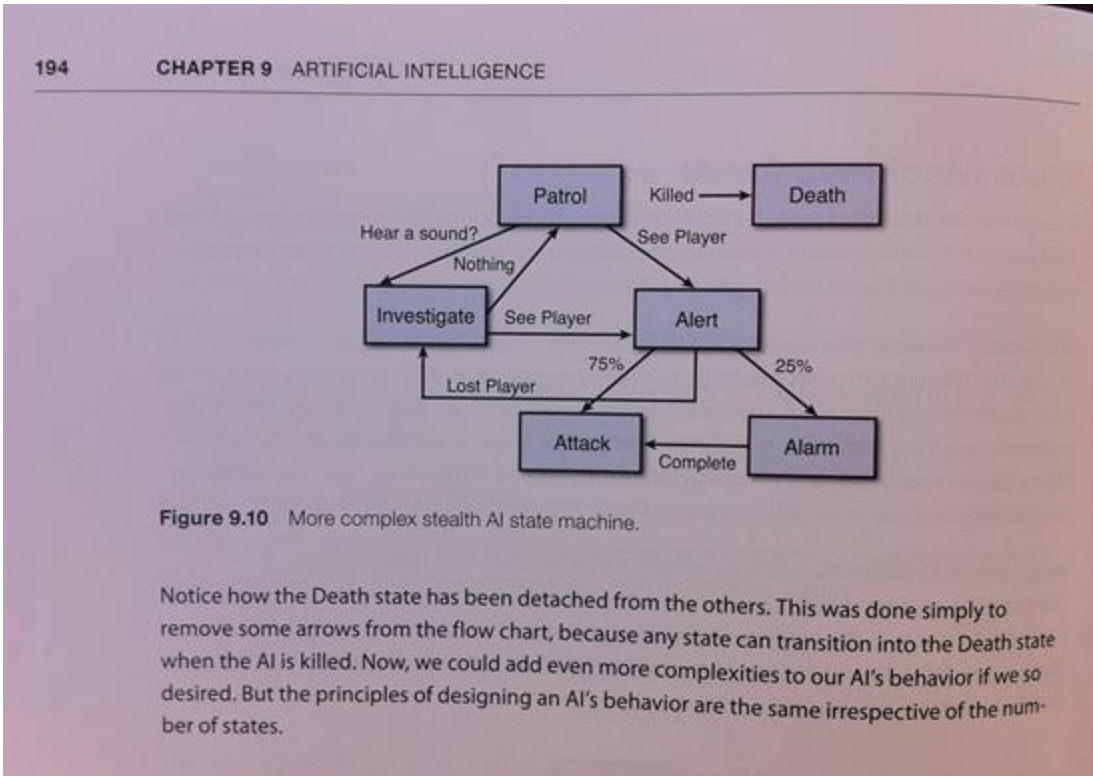 194 CHAPTER 9 ARTIFICIAL INTELLIGENCE
Patrol
Killed
Death
Hear a sound?
See Player
Nothing
Investigate
See Player
Alert
75%
25%
Lost Player
Attack
Complete
Alarm
Figure 9.10 More complex stealth AI state machine.
Notice how the Death state has been detached from the others. This was done simply to
remove some arrows from the flow chart, because any state can transition into the Death state
when the AI is killed. Now, we could add even more complexities to our AI's behavior if we so
desired. But the principles of designing an AI's behavior are the same irrespective of the num-
ber of states.